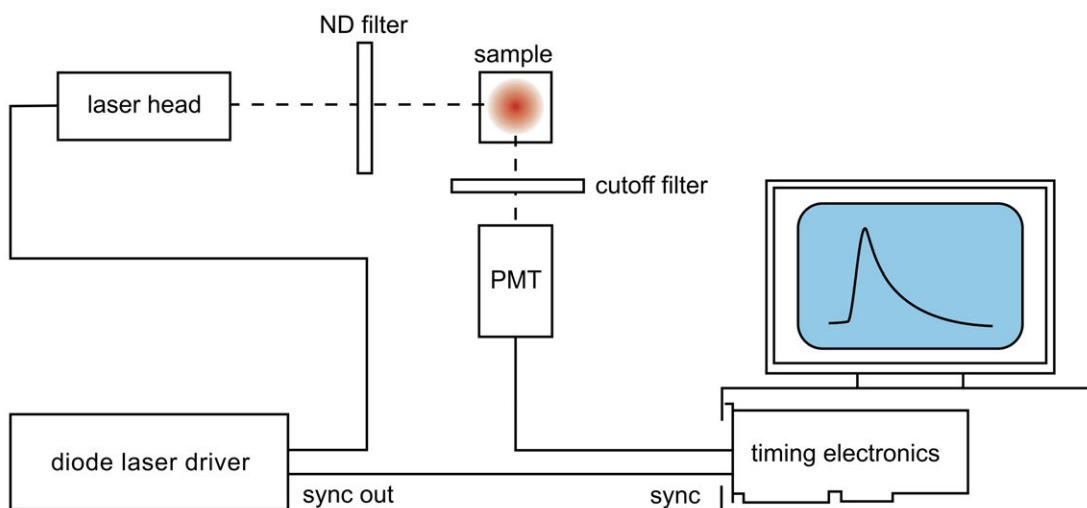 ND filter
sample
laser head
cutoff filter
PMT
diode laser driver
timing electronics
sync out
sync